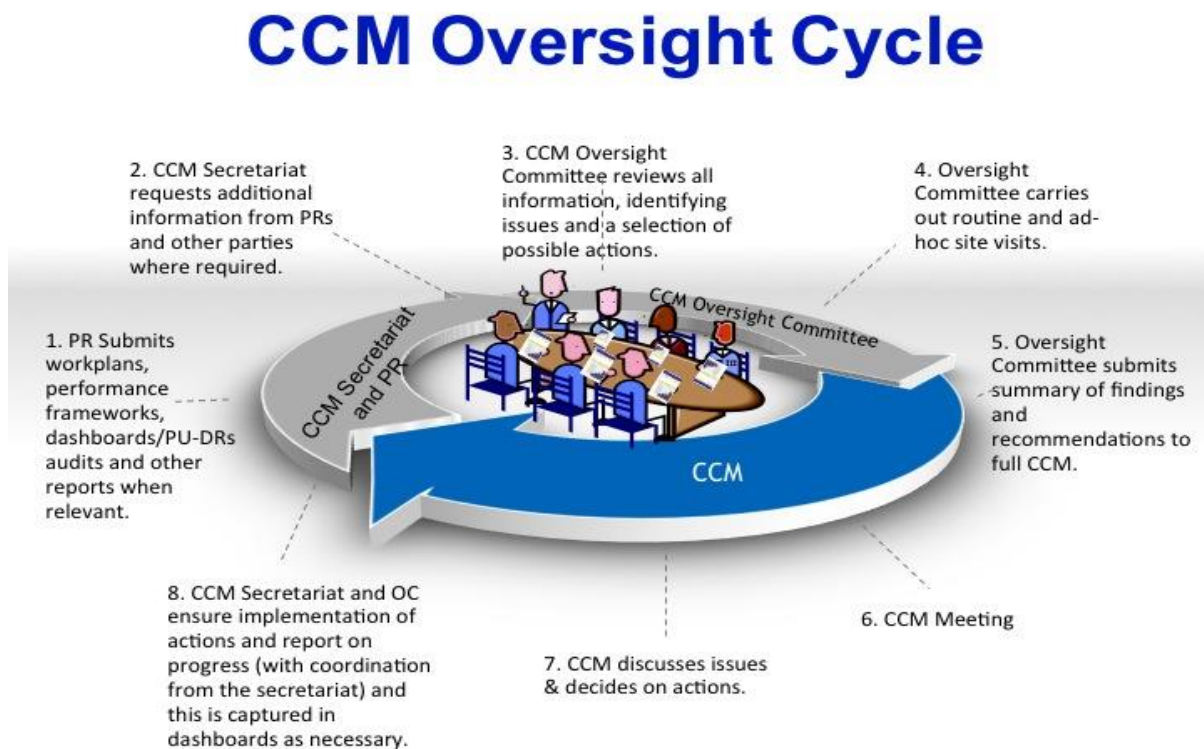 CCM Oversight Cycle
2. CCM Secretariat
requests additional
information from PRs
and other parties
where required.
3. CCM Oversight
Committee reviews all
information, identifying
issues and a selection of
possible actions.
4. Oversight
Committee carries
out routine and ad-
hoc site visits.
1. PR Submits
workplans,
performance
frameworks,
dashboards/PU-DRs
audits and other
reports when
relevant.
CCM Secretariat
and PR
CCM Oversight Committee
5. Oversight
Committee submits
summary of findings
and
recommendations to
full CCM.
CCM
8. CCM Secretariat and OC
ensure implementation of
actions and report on
progress (with coordination
from the secretariat) and
this is captured in
dashboards as necessary.
7. CCM discusses issues
& decides on actions.
6. CCM Meeting